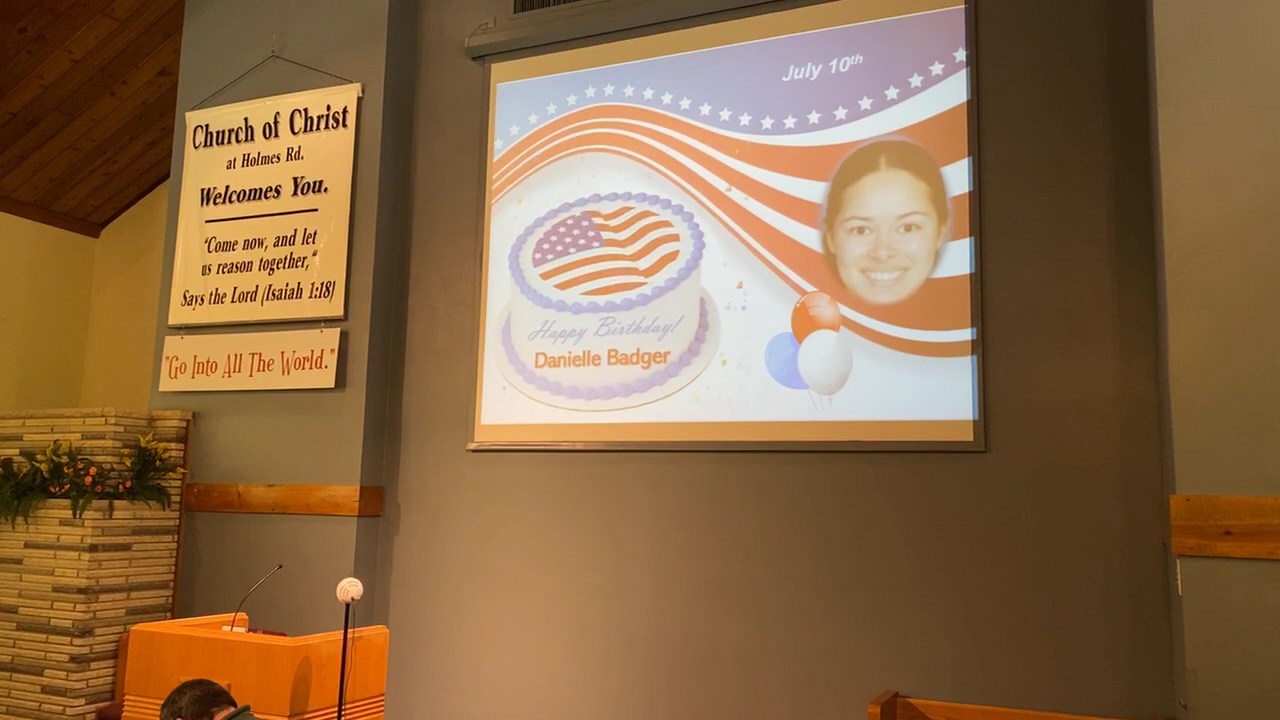 Church of Christ
at Holmes Rd.
Welcomes You.
"Come now, and let
us reason together,"
Says the Lord (Isaiah 1:18)
"Go Into All The World."
July 10th
Happy Birthday!
Danielle Badger